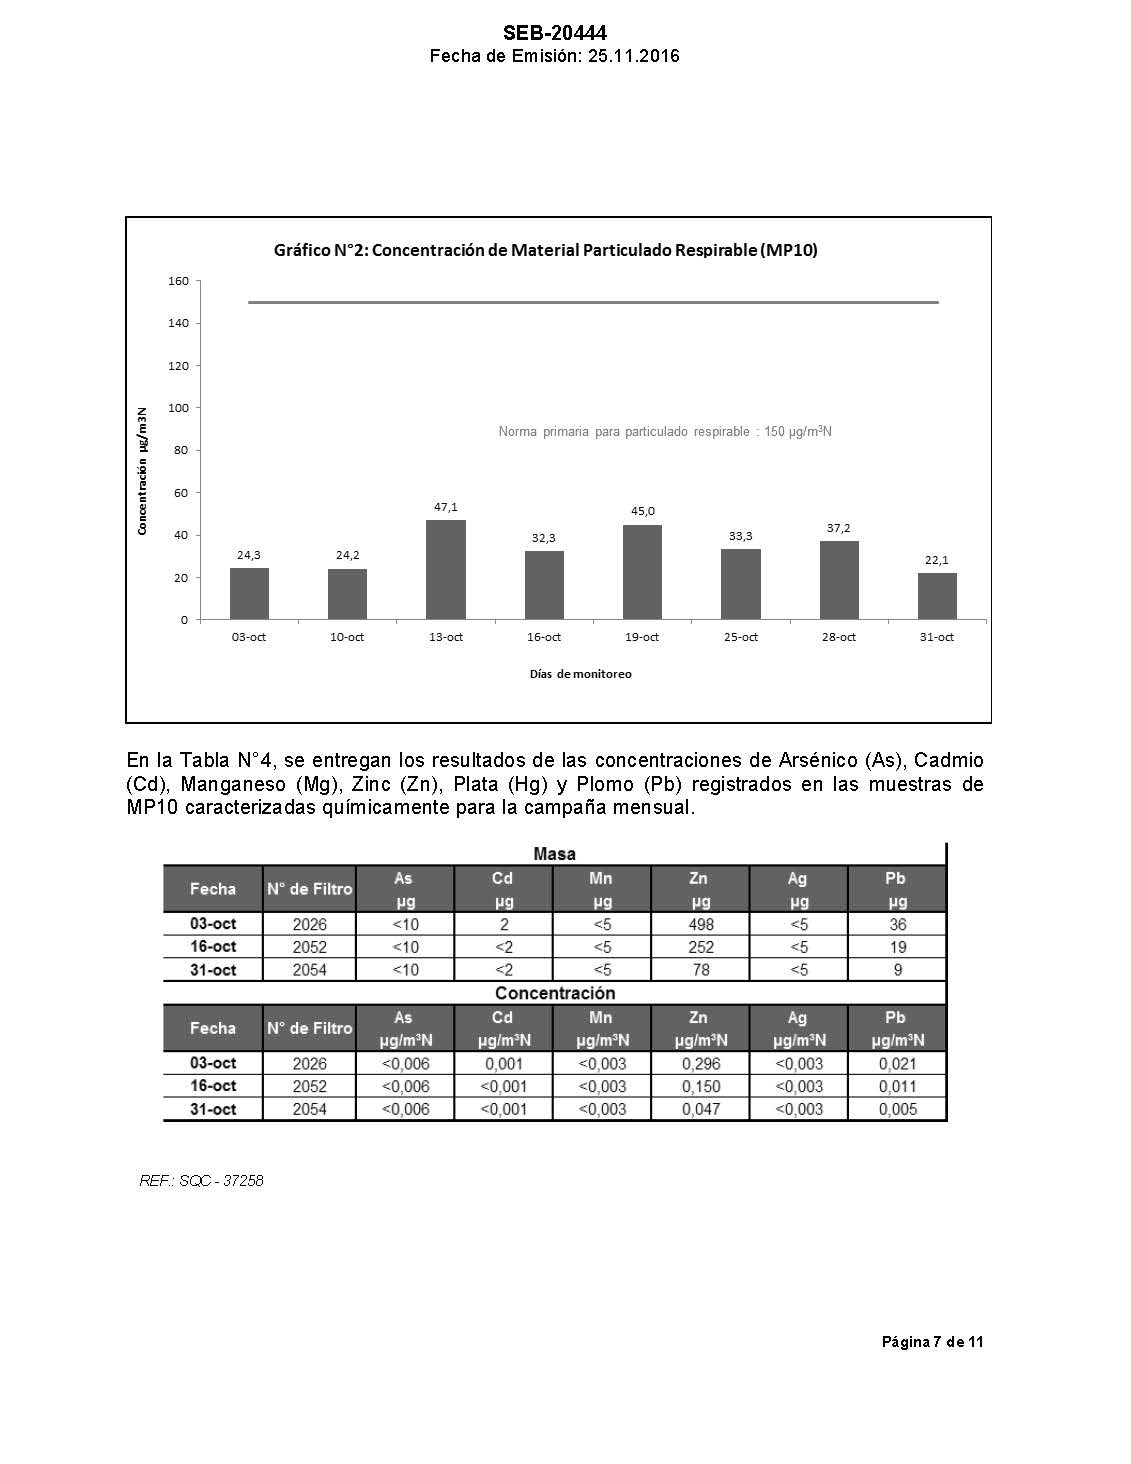 SEB-20444
Fecha de Emisión: 25.11.2016
Gráfico N°2: Concentración de Material Particulado Respirable (MP10)
160
140
120
100
80
60
40
20
0
Concentración µg/m3N
Norma primaria para particulado respirable : 150 µg/m³N
24,3 24,2 47,1 32,3 45,0 33,3 37,2 22,1
03-oct 10-oct 13-oct 16-oct 19-oct 25-oct 28-oct 31-oct
Días de monitoreo
En la Tabla N°4, se entregan los resultados de las concentraciones de Arsénico (As), Cadmio
(Cd), Manganeso (Mg), Zinc (Zn), Plata (Hg) y Plomo (Pb) registrados en las muestras de
MP10 caracterizadas químicamente para la campaña mensual.
Masa
Fecha N° de Filtro As Cd Mn Zn Ag Pb
µg µg µg µg µg µg
03-oct 2026 <10 2 <5 498 <5 36
16-oct 2052 <10 <2 <5 252 <5 19
31-oct 2054 <10 <2 <5 78 <5 9
Concentración
Fecha N° de Filtro As Cd Mn Zn Ag Pb
µg/m³N µg/m³N µg/m³N µg/m³N µg/m³N µg/m³N
03-oct 2026 <0,006 0,001 <0,003 0,296 <0,003 0,021
16-oct 2052 <0,006 <0,001 <0,003 0,150 <0,003 0,011
31-oct 2054 <0,006 <0,001 <0,003 0,047 <0,003 0,005
REF.: SQC - 37258
Página 7 de 11